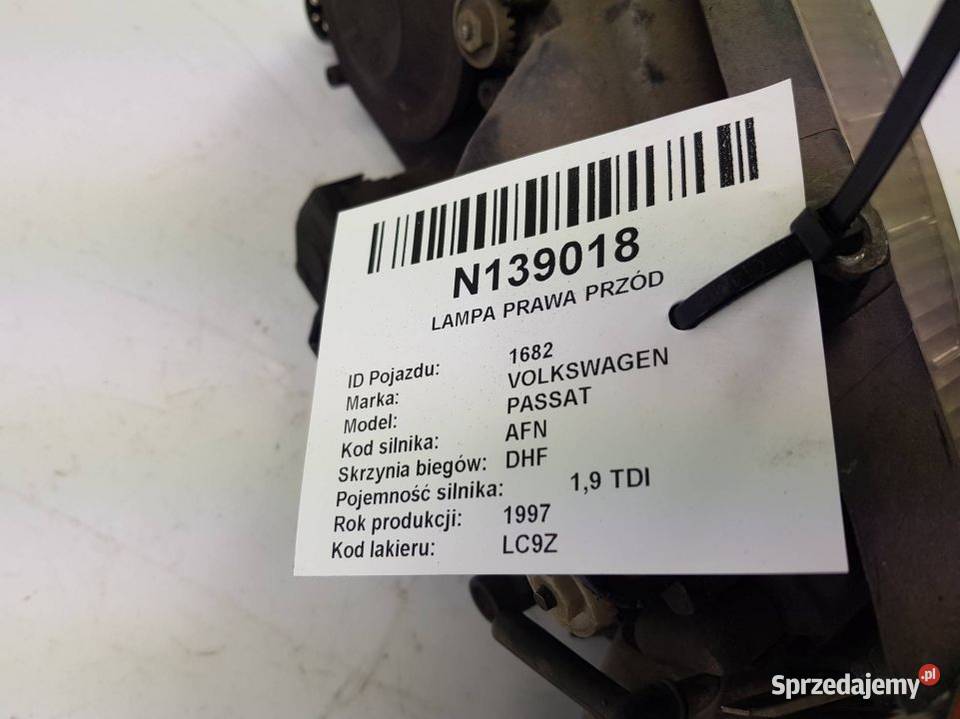 N139018
LAMPA PRAWA PRZÓD
ID Pojazdu: 1682
Marka: VOLKSWAGEN
Model: PASSAT
Kod silnika: AFN
Skrzynia biegów: DHF
Pojemność silnika: 1,9 TDI
Rok produkcji: 1997
Kod lakieru: LC9Z
Sprzedajemy.pl